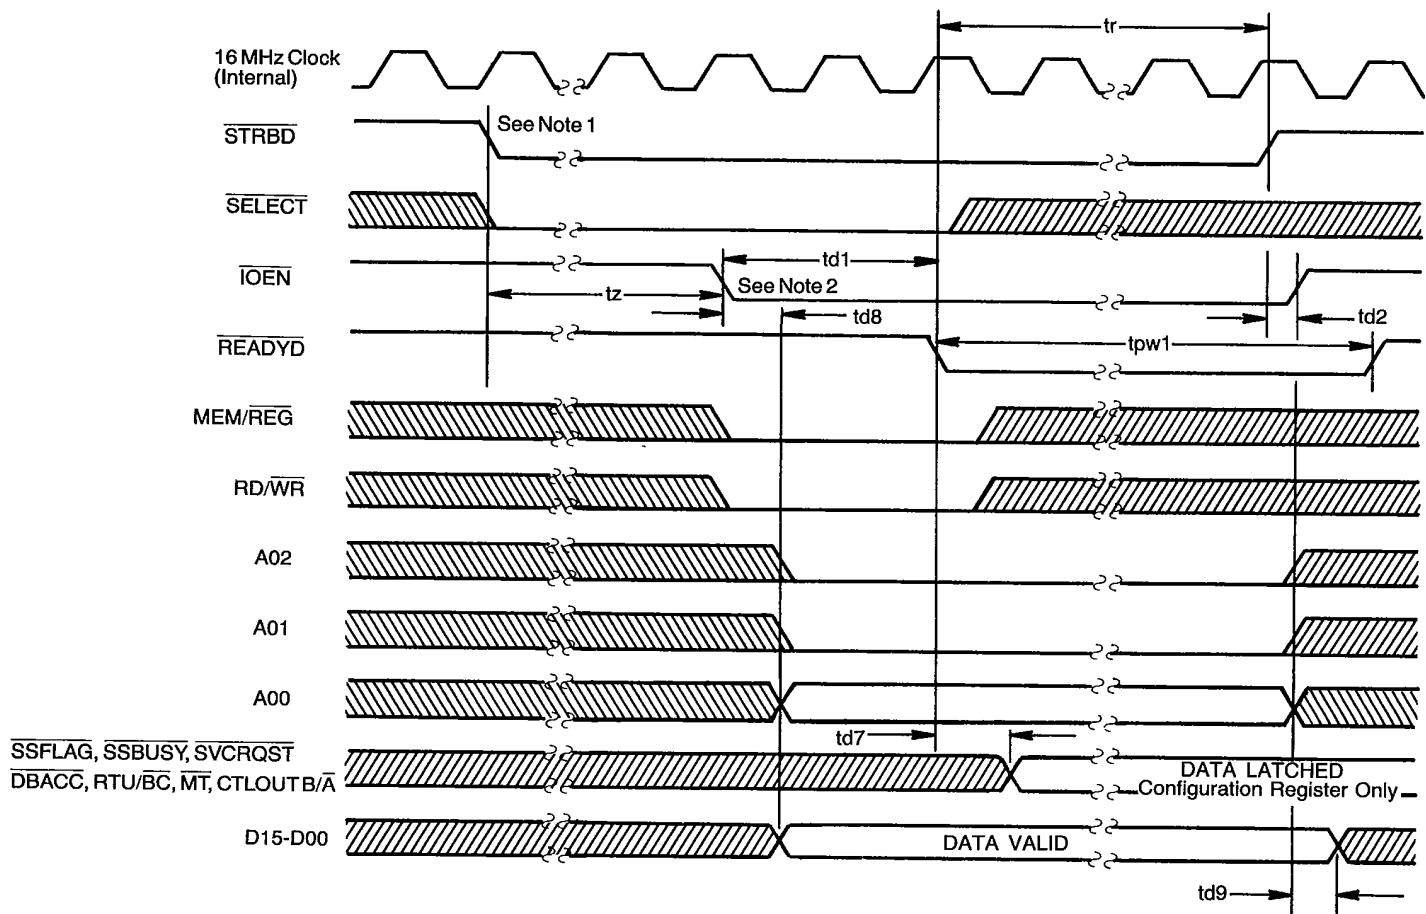 tr
16 MHz Clock
(Internal)
STRBD
See Note 1
SELECT
td1
IOEN
See Note 2
tz
td8
td2
READYD
tpw1
MEM/REG
RD/WR
A02
A01
A00
td7
SSFLAG, SSBUSY, SVCRQST
DBACC, RTU/BC, MT, CTLOUT B/A
DATA LATCHED
Configuration Register Only
D15-D00
DATA VALID
td9